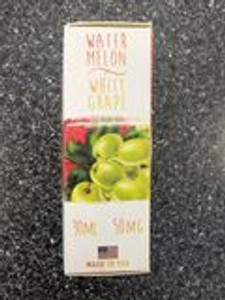 WATER
MELON
WHITE
GRAPE
30ML 50MG
MADE IN USA